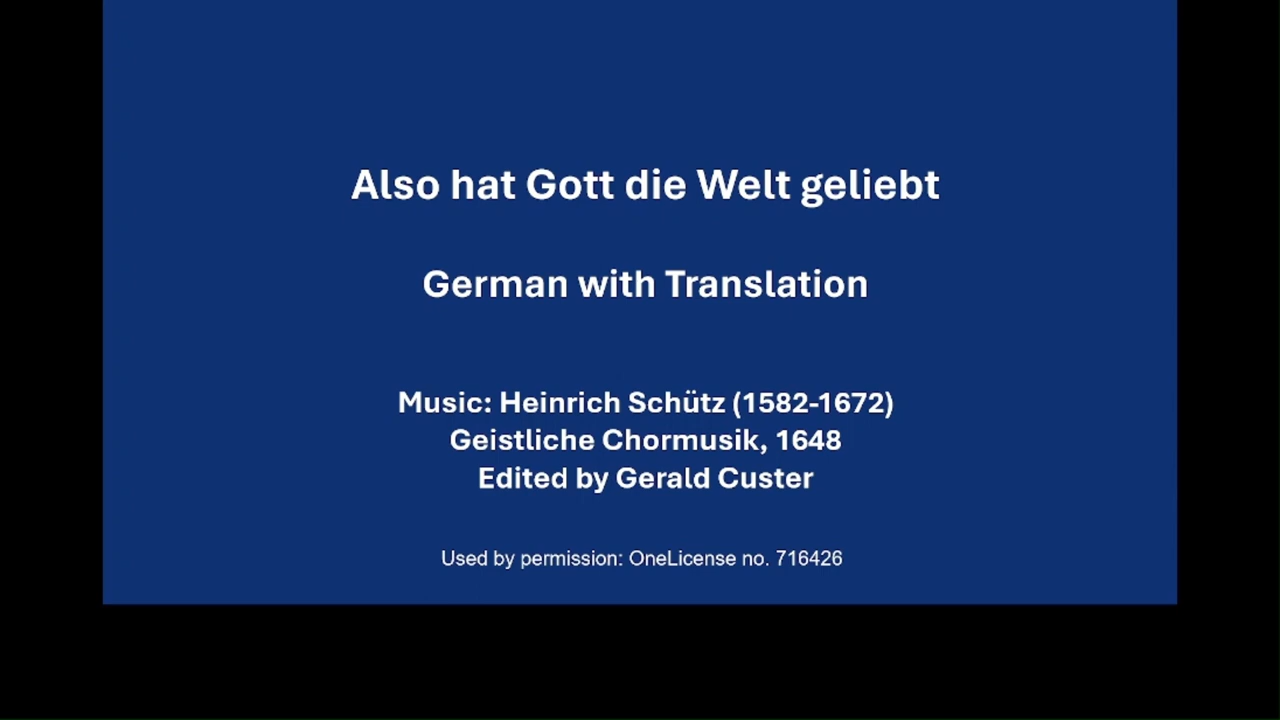 Also hat Gott die Welt geliebt
German with Translation
Music: Heinrich Schütz (1582-1672)
Geistliche Chormusik, 1648
Edited by Gerald Custer
Used by permission: OneLicense no. 716426